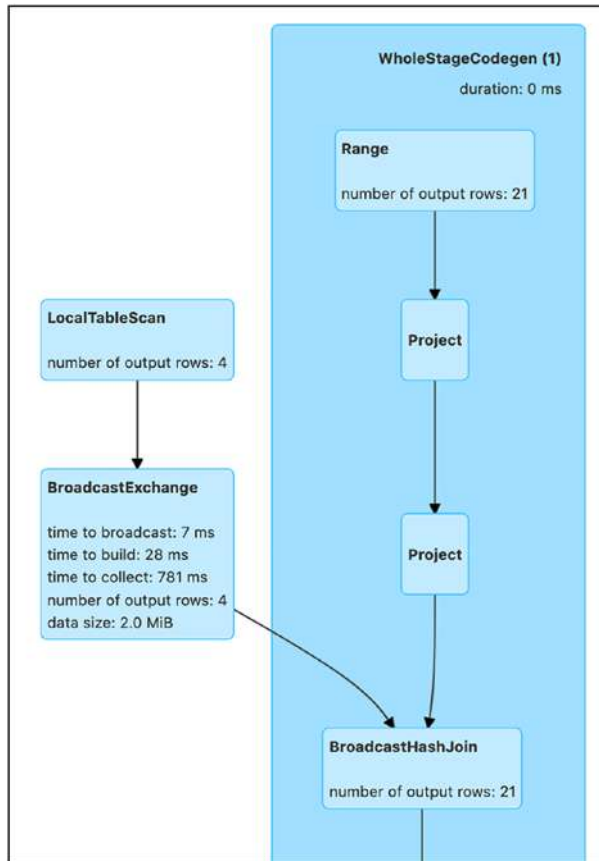 WholeStageCodegen (1)
duration: 0 ms
Range
number of output rows: 21
LocalTableScan
number of output rows: 4
Project
BroadcastExchange
time to broadcast: 7 ms
time to build: 28 ms
time to collect: 781 ms
number of output rows: 4
data size: 2.0 MiB
Project
BroadcastHashJoin
number of output rows: 21